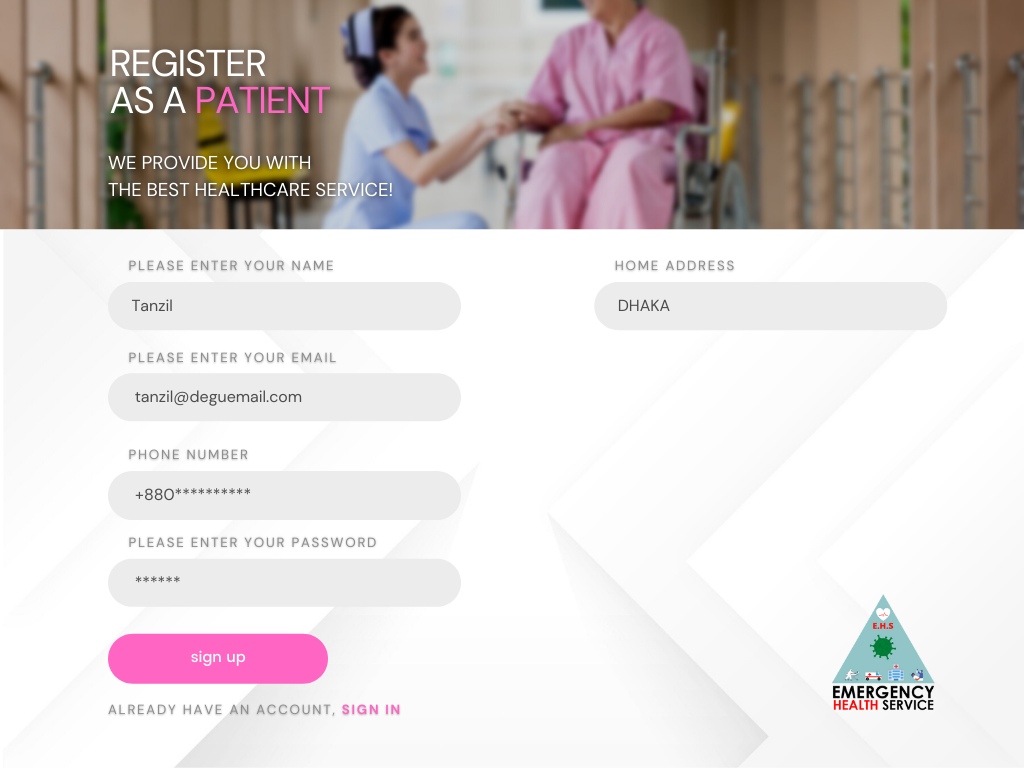 REGISTER
AS A PATIENT
WE PROVIDE YOU WITH
THE BEST HEALTHCARE SERVICE!
PLEASE ENTER YOUR NAME
Tanzil
HOME ADDRESS
DHAKA
PLEASE ENTER YOUR EMAIL
tanzil@deguemail.com
PHONE NUMBER
+880**********
PLEASE ENTER YOUR PASSWORD
******
sign up
ALREADY HAVE AN ACCOUNT, SIGN IN
E.H.S
EMERGENCY
HEALTH SERVICE